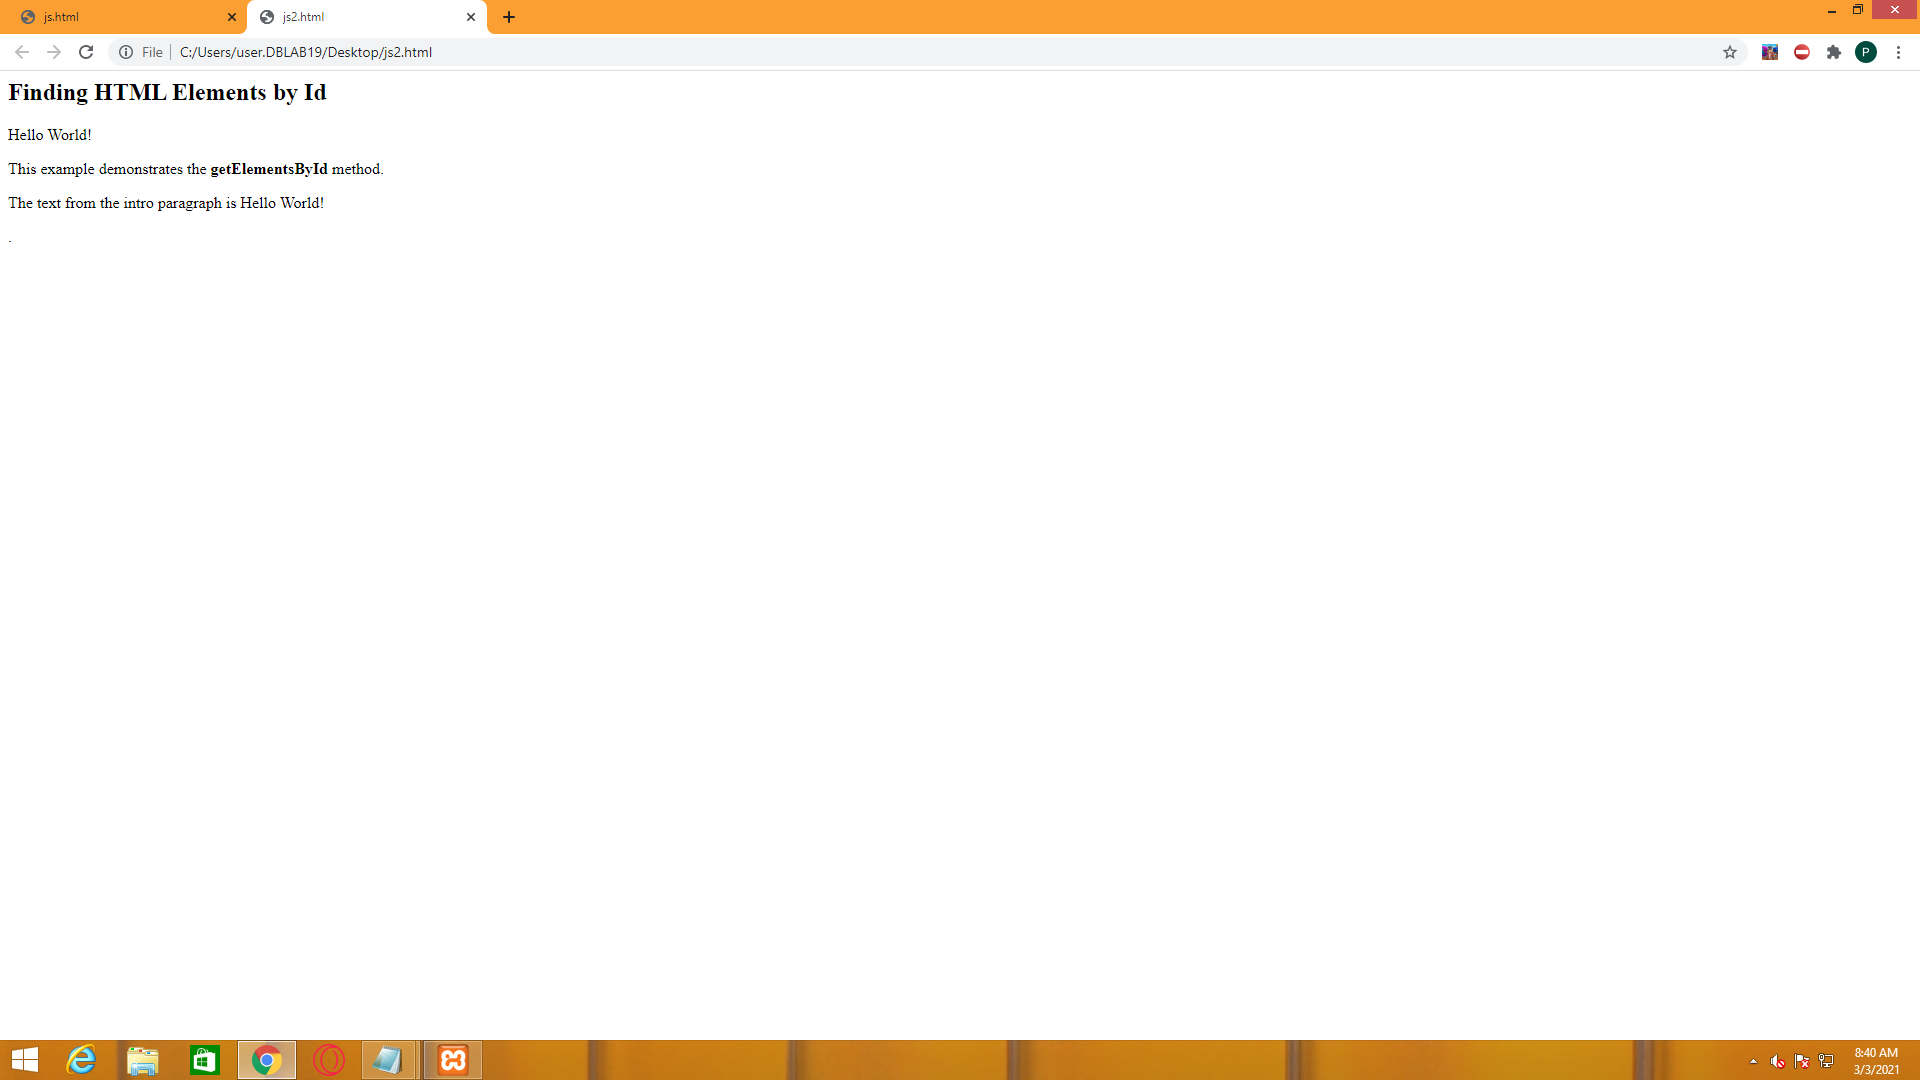 js.html
js2.html
File
C:/Users/user.DBLAB19/Desktop/js2.html
P
Finding HTML Elements by Id
Hello World!
This example demonstrates the getElementsById method.
The text from the intro paragraph is Hello World!
.
8:40 AM
3/3/2021